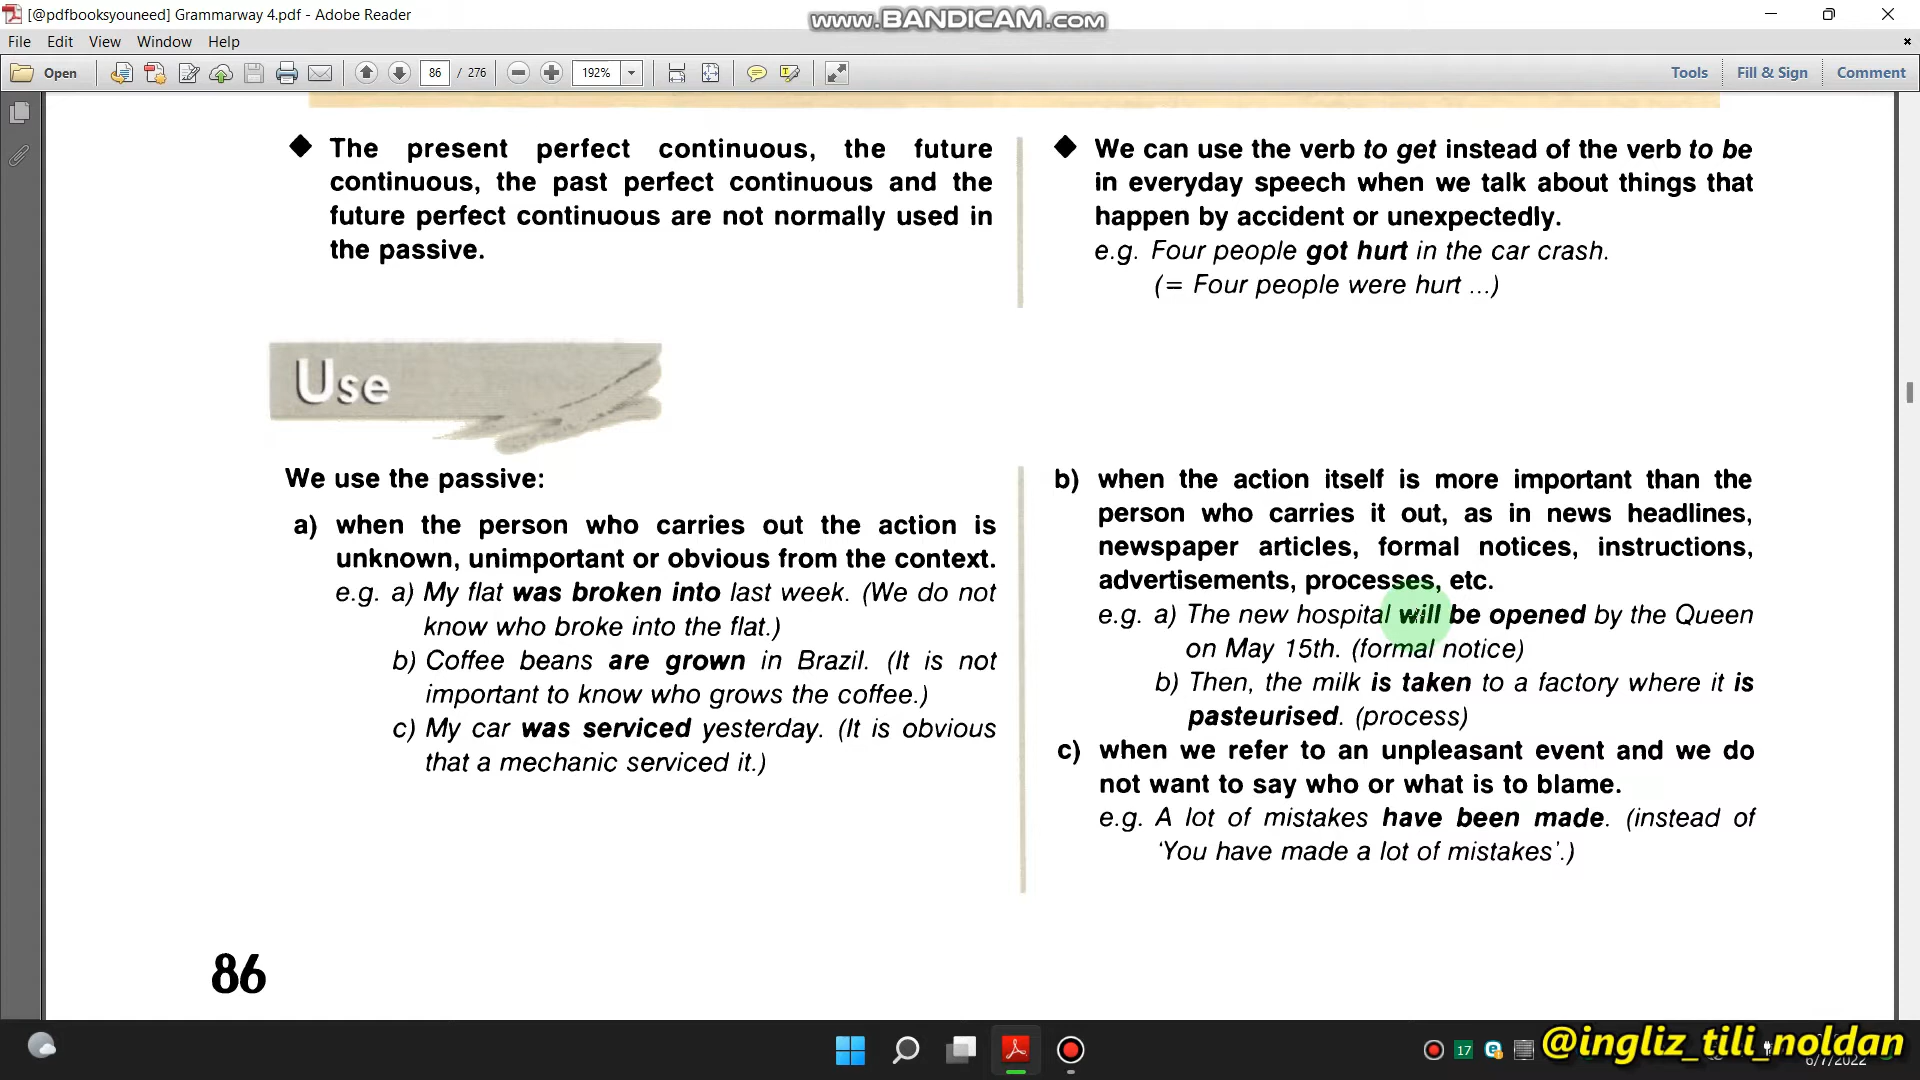 [@pdfbooksyouneed] Grammarway 4.pdf - Adobe Reader
www.BANDICAM.com
File Edit View Window Help
Open 86 / 276 192% Tools Fill & Sign Comment
The present perfect continuous, the future
continuous, the past perfect continuous and the
future perfect continuous are not normally used in
the passive.
We can use the verb to get instead of the verb to be
in everyday speech when we talk about things that
happen by accident or unexpectedly.
e.g. Four people got hurt in the car crash.
(= Four people were hurt ...)
Use
We use the passive:
a) when the person who carries out the action is
unknown, unimportant or obvious from the context.
e.g. a) My flat was broken into last week. (We do not
know who broke into the flat.)
b) Coffee beans are grown in Brazil. (It is not
important to know who grows the coffee.)
c) My car was serviced yesterday. (It is obvious
that a mechanic serviced it.)
b) when the action itself is more important than the
person who carries it out, as in news headlines,
newspaper articles, formal notices, instructions,
advertisements, processes, etc.
e.g. a) The new hospital will be opened by the Queen
on May 15th. (formal notice)
b) Then, the milk is taken to a factory where it is
pasteurised. (process)
c) when we refer to an unpleasant event and we do
not want to say who or what is to blame.
e.g. A lot of mistakes have been made. (instead of
'You have made a lot of mistakes'.)
86
17
@ingliz_tili_noldan
6/7/2022